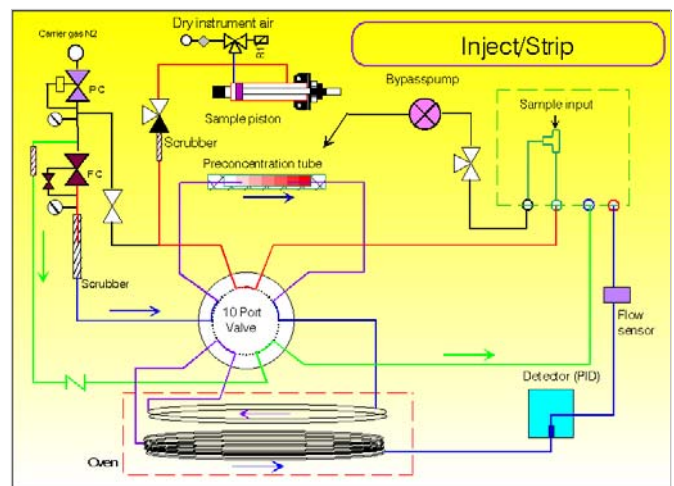 Dry instrument air
Carrier gas N2
Inject/Strip
Bypasspump
Sample input
PC
Sample piston
Scrubber
Preconcentration tube
FC
Scrubber
10 Port
Valve
Flow
sensor
Detector (PID)
Oven